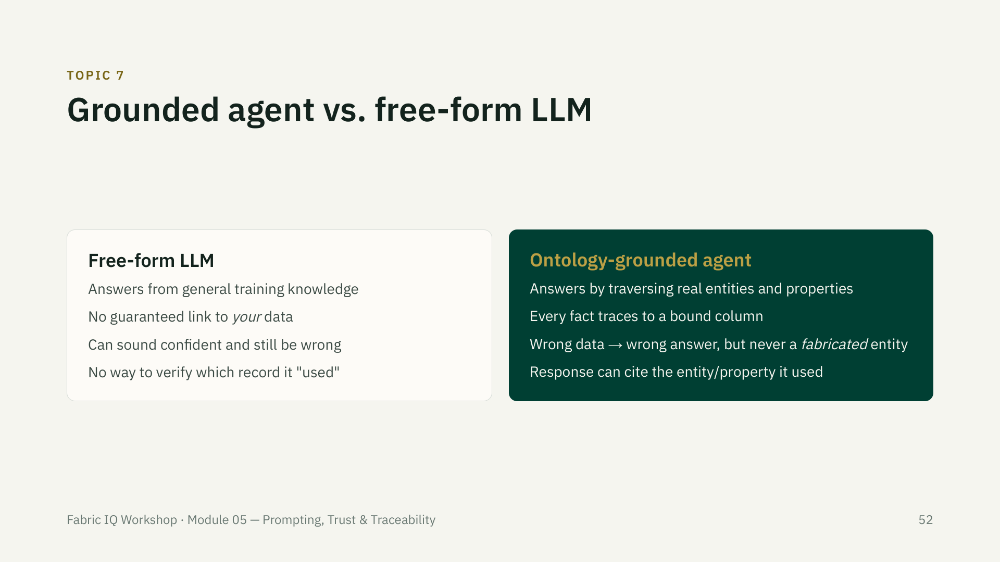 TOPIC 7
Grounded agent vs. free-form LLM
Free-form LLM
Answers from general training knowledge
No guaranteed link to your data
Can sound confident and still be wrong
No way to verify which record it "used"
Ontology-grounded agent
Answers by traversing real entities and properties
Every fact traces to a bound column
Wrong data → wrong answer, but never a fabricated entity
Response can cite the entity/property it used
Fabric IQ Workshop · Module 05 — Prompting, Trust & Traceability
52